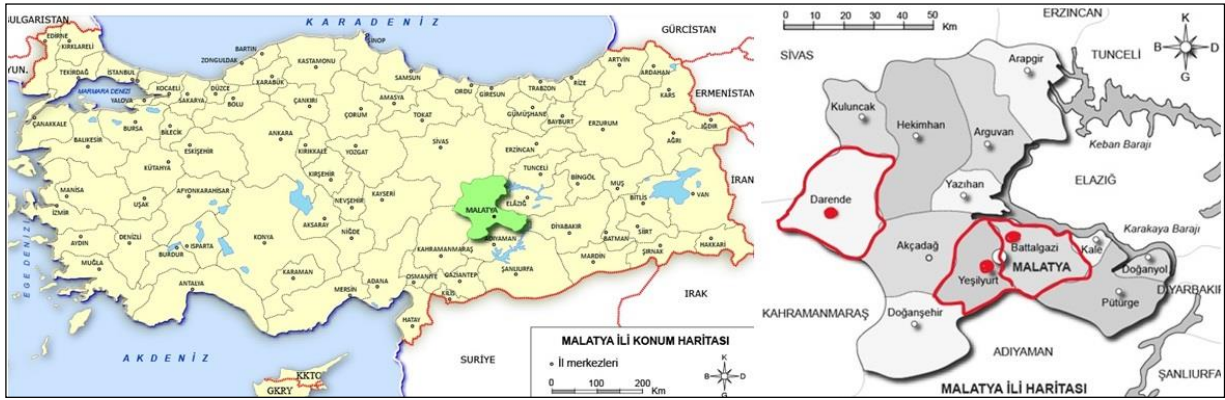 BULGARISTAN
KARADENİZ
GÜRCİSTAN
EDİRNE
KIRKLARELİ
TEKİRDAĞ
İSTANBUL
YUN.
MARMARA DENİZİ
YALOVA
KOCAELİ
SAKARYA
DÜZCE
BOLU
ZONGULDAK
BARTIN
KARABÜK
KASTAMONU
SİNOP
ÇANKIRI
SAMSUN
AMASYA
ÇORUM
TOKAT
ORDU
GİRESUN
TRABZON
GÜMÜŞHANE
BAYBURT
RİZE
ARTVİN
ARDAHAN
KARS
ERMENİSTAN
IĞDIR
AĞRI
ERZURUM
ERZİNCAN
ÇANAKKALE
BALIKESİR
BURSA
BİLECİK
ESKİŞEHİR
KÜTAHYA
ANKARA
KIRIKKALE
YOZGAT
SİVAS
KIRŞEHİR
NEVŞEHİR
KAYSERİ
TUNCELİ
BİNGÖL
MUŞ
BİTLİS
VAN
İRAN
ELÂZIĞ
MALATYA
MANİSA
İZMİR
UŞAK
AFYONKARAHİSAR
AYDIN
DENİZLİ
ISPARTA
BURDUR
MUĞLA
ANTALYA
KONYA
AKSARAY
NİĞDE
KARAMAN
MERSİN
ADANA
OSMANİYE
KAHRAMANMARAŞ
GAZİANTEP
KİLİS
HATAY
ADIYAMAN
ŞANLIURFA
DİYARBAKIR
BATMAN
SİİRT
MARDİN
ŞIRNAK
HAKKARİ
EGE DENİZİ
AKDENİZ
KKTC
GKRY
SURİYE
IRAK
MALATYA İLİ KONUM HARİTASI
İl merkezleri
0 100 200
Km
K
B D
G
0 10 20 30 40 50
Km
ERZİNCAN
K
B D
G
SİVAS
TUNCELİ
Arapgir
Kuluncak
Hekimhan
Arguvan
Keban Barajı
ELAZIĞ
Darende
Yazıhan
Karakaya Barajı
Akçadağ
Battalgazi
Kale
MALATYA
Doğanyol
Yeşilyurt
Pütürge
DİYARBAKIR
KAHRAMANMARAŞ
Doğanşehir
ADIYAMAN
ŞANLIURFA
MALATYA İLİ HARİTASI